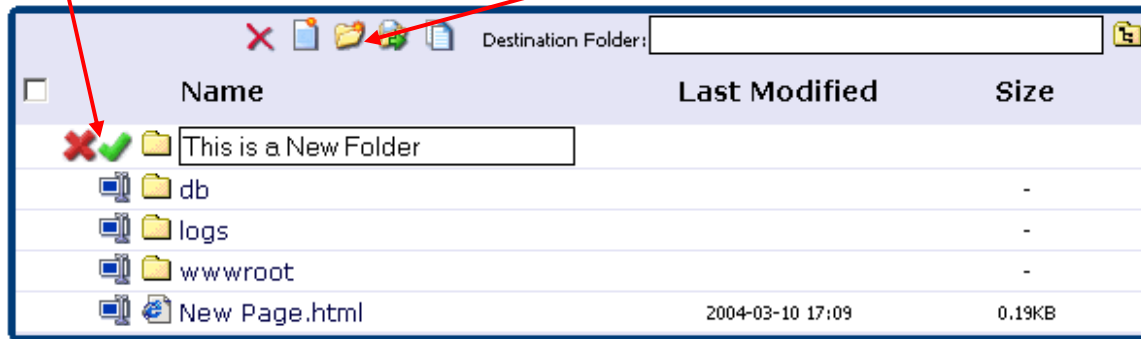 Destination Folder:
Name Last Modified Size
This is a New Folder
db -
logs -
wwwroot -
New Page.html 2004-03-10 17:09 0.19KB